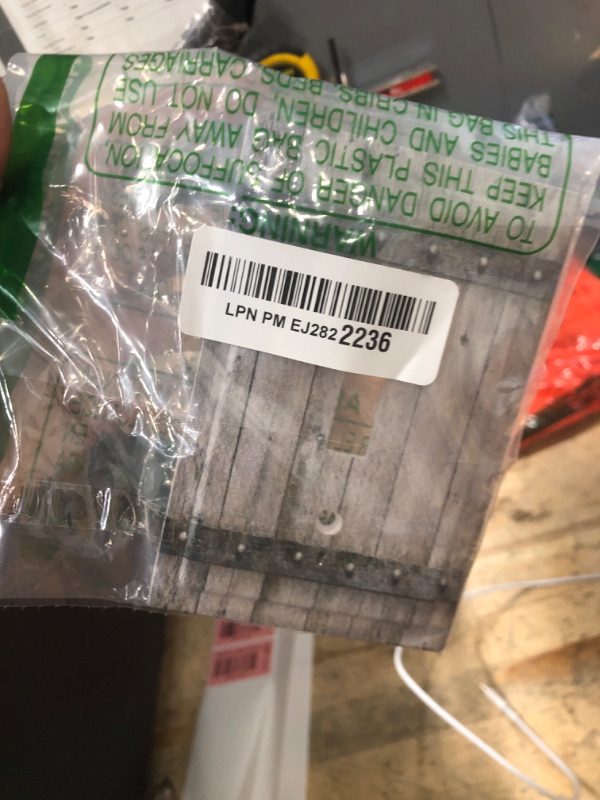 WARNING:
TO AVOID DANGER OF SUFFOCATION,
KEEP THIS PLASTIC BAG AWAY FROM
BABIES AND CHILDREN. DO NOT USE
THIS BAG IN CRIBS, BEDS, CARRIAGES
LPN PM EJ282 2236